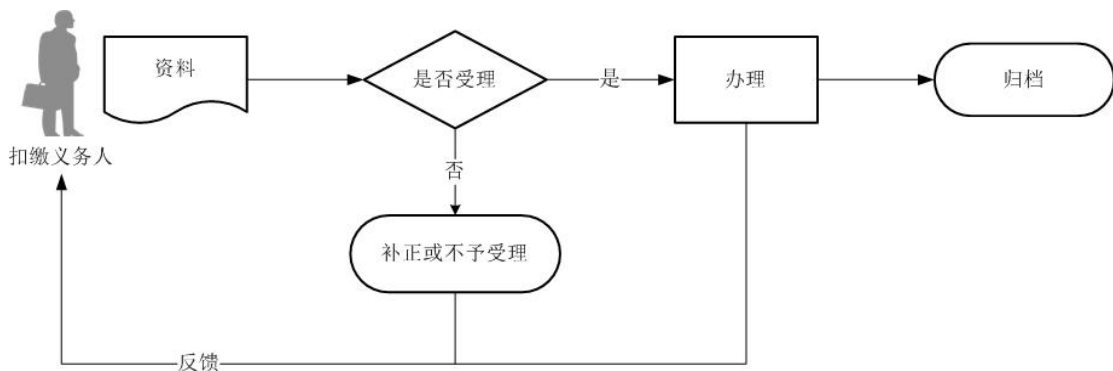 资料
是否受理
是
办理
归档
扣缴义务人
否
补正或不予受理
反馈